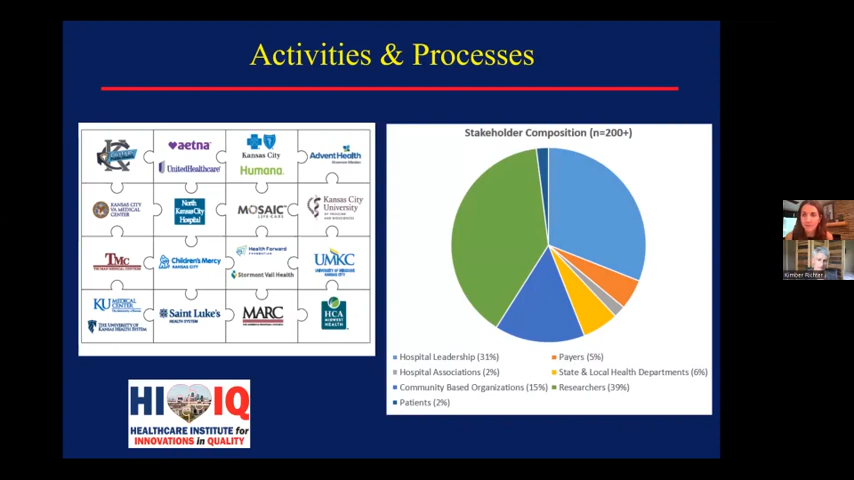 Activities & Processes
KC
aetna
UnitedHealthcare
Kansas City
Humana
Advent Health
KANSAS CITY
VA MEDICAL
CENTER
North
Kansas City
Hospital
MOSAIC
LIFE CARE
Kansas City
University
TMC
Children's Mercy
KANSAS CITY
Health Forward
FOUNDATION
Stormont Vail Health
UMKC
KU MEDICAL
CENTER
THE UNIVERSITY OF
KANSAS HEALTH SYSTEM
Saint Luke's
HEALTH SYSTEM
MARC
HCA
MIDWEST
HEALTH
HI IQ
HEALTHCARE INSTITUTE for
INNOVATIONS in QUALITY
Stakeholder Composition (n=200+)
Hospital Leadership (31%)
Payers (5%)
Hospital Associations (2%)
State & Local Health Departments (6%)
Community Based Organizations (15%)
Researchers (39%)
Patients (2%)
Kimber Richter